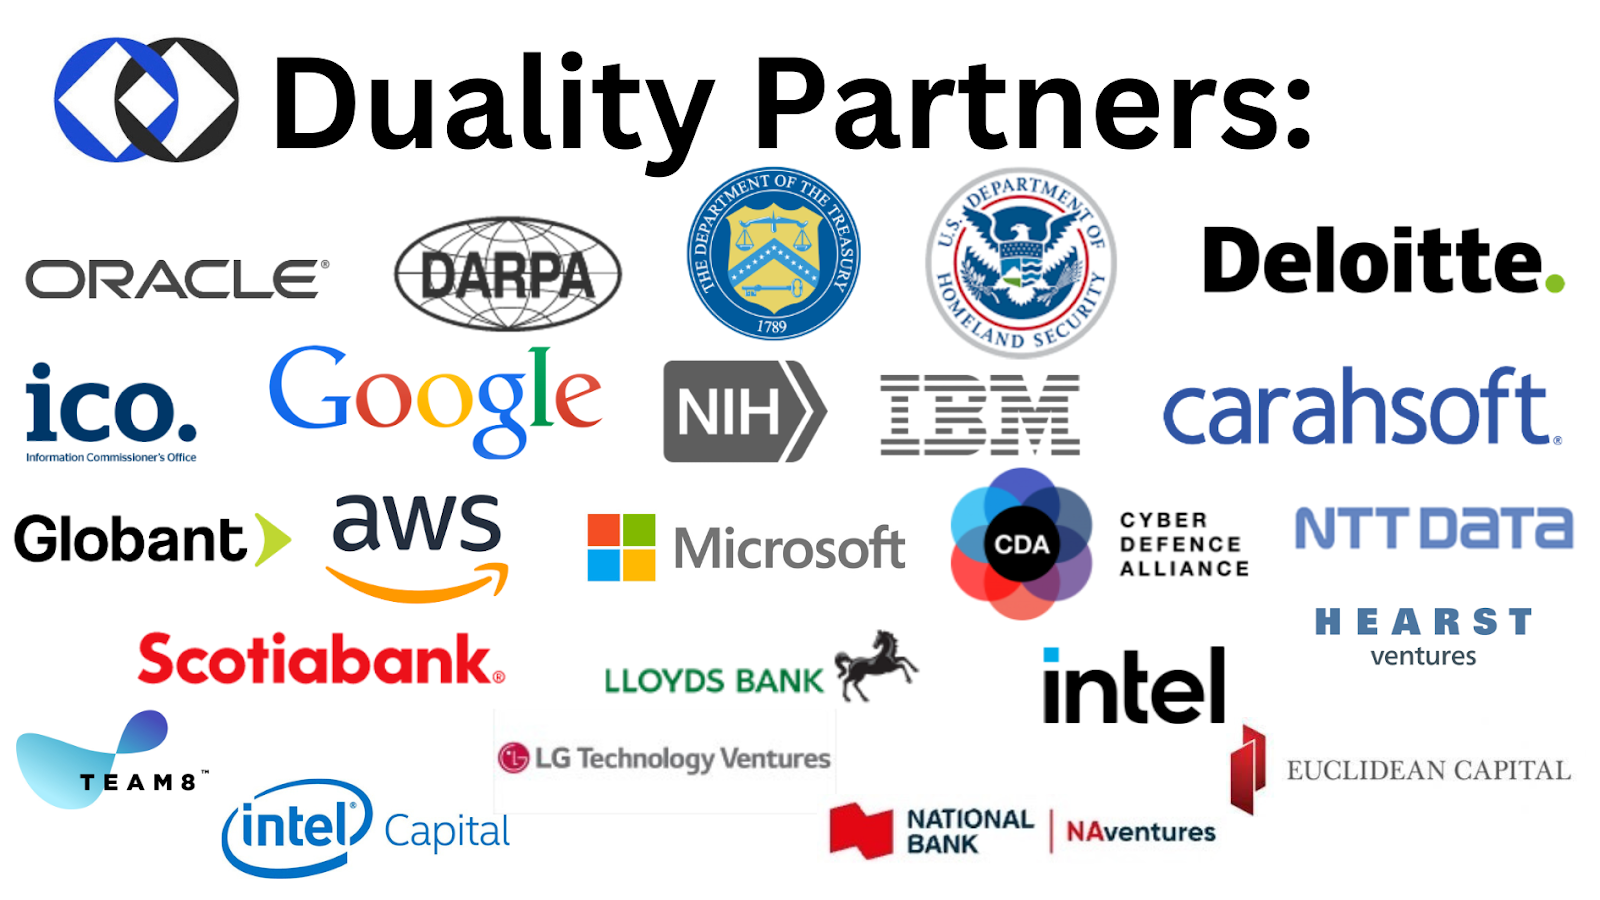 Duality Partners:
ORACLE®
DARPA
THE DEPARTMENT OF THE TREASURY
1789
U.S. DEPARTMENT OF
HOMELAND SECURITY
Deloitte.
ico.
Information Commissioner's Office
Google
NIH
IBM
carahsoft®
Globant
aws
Microsoft
CDA
CYBER
DEFENCE
ALLIANCE
NTT DATA
Scotiabank®
LLOYDS BANK
intel
HEARST
ventures
TEAM8™
intel® Capital
LG Technology Ventures
NATIONAL
BANK
NAventures
EUCLIDEAN CAPITAL